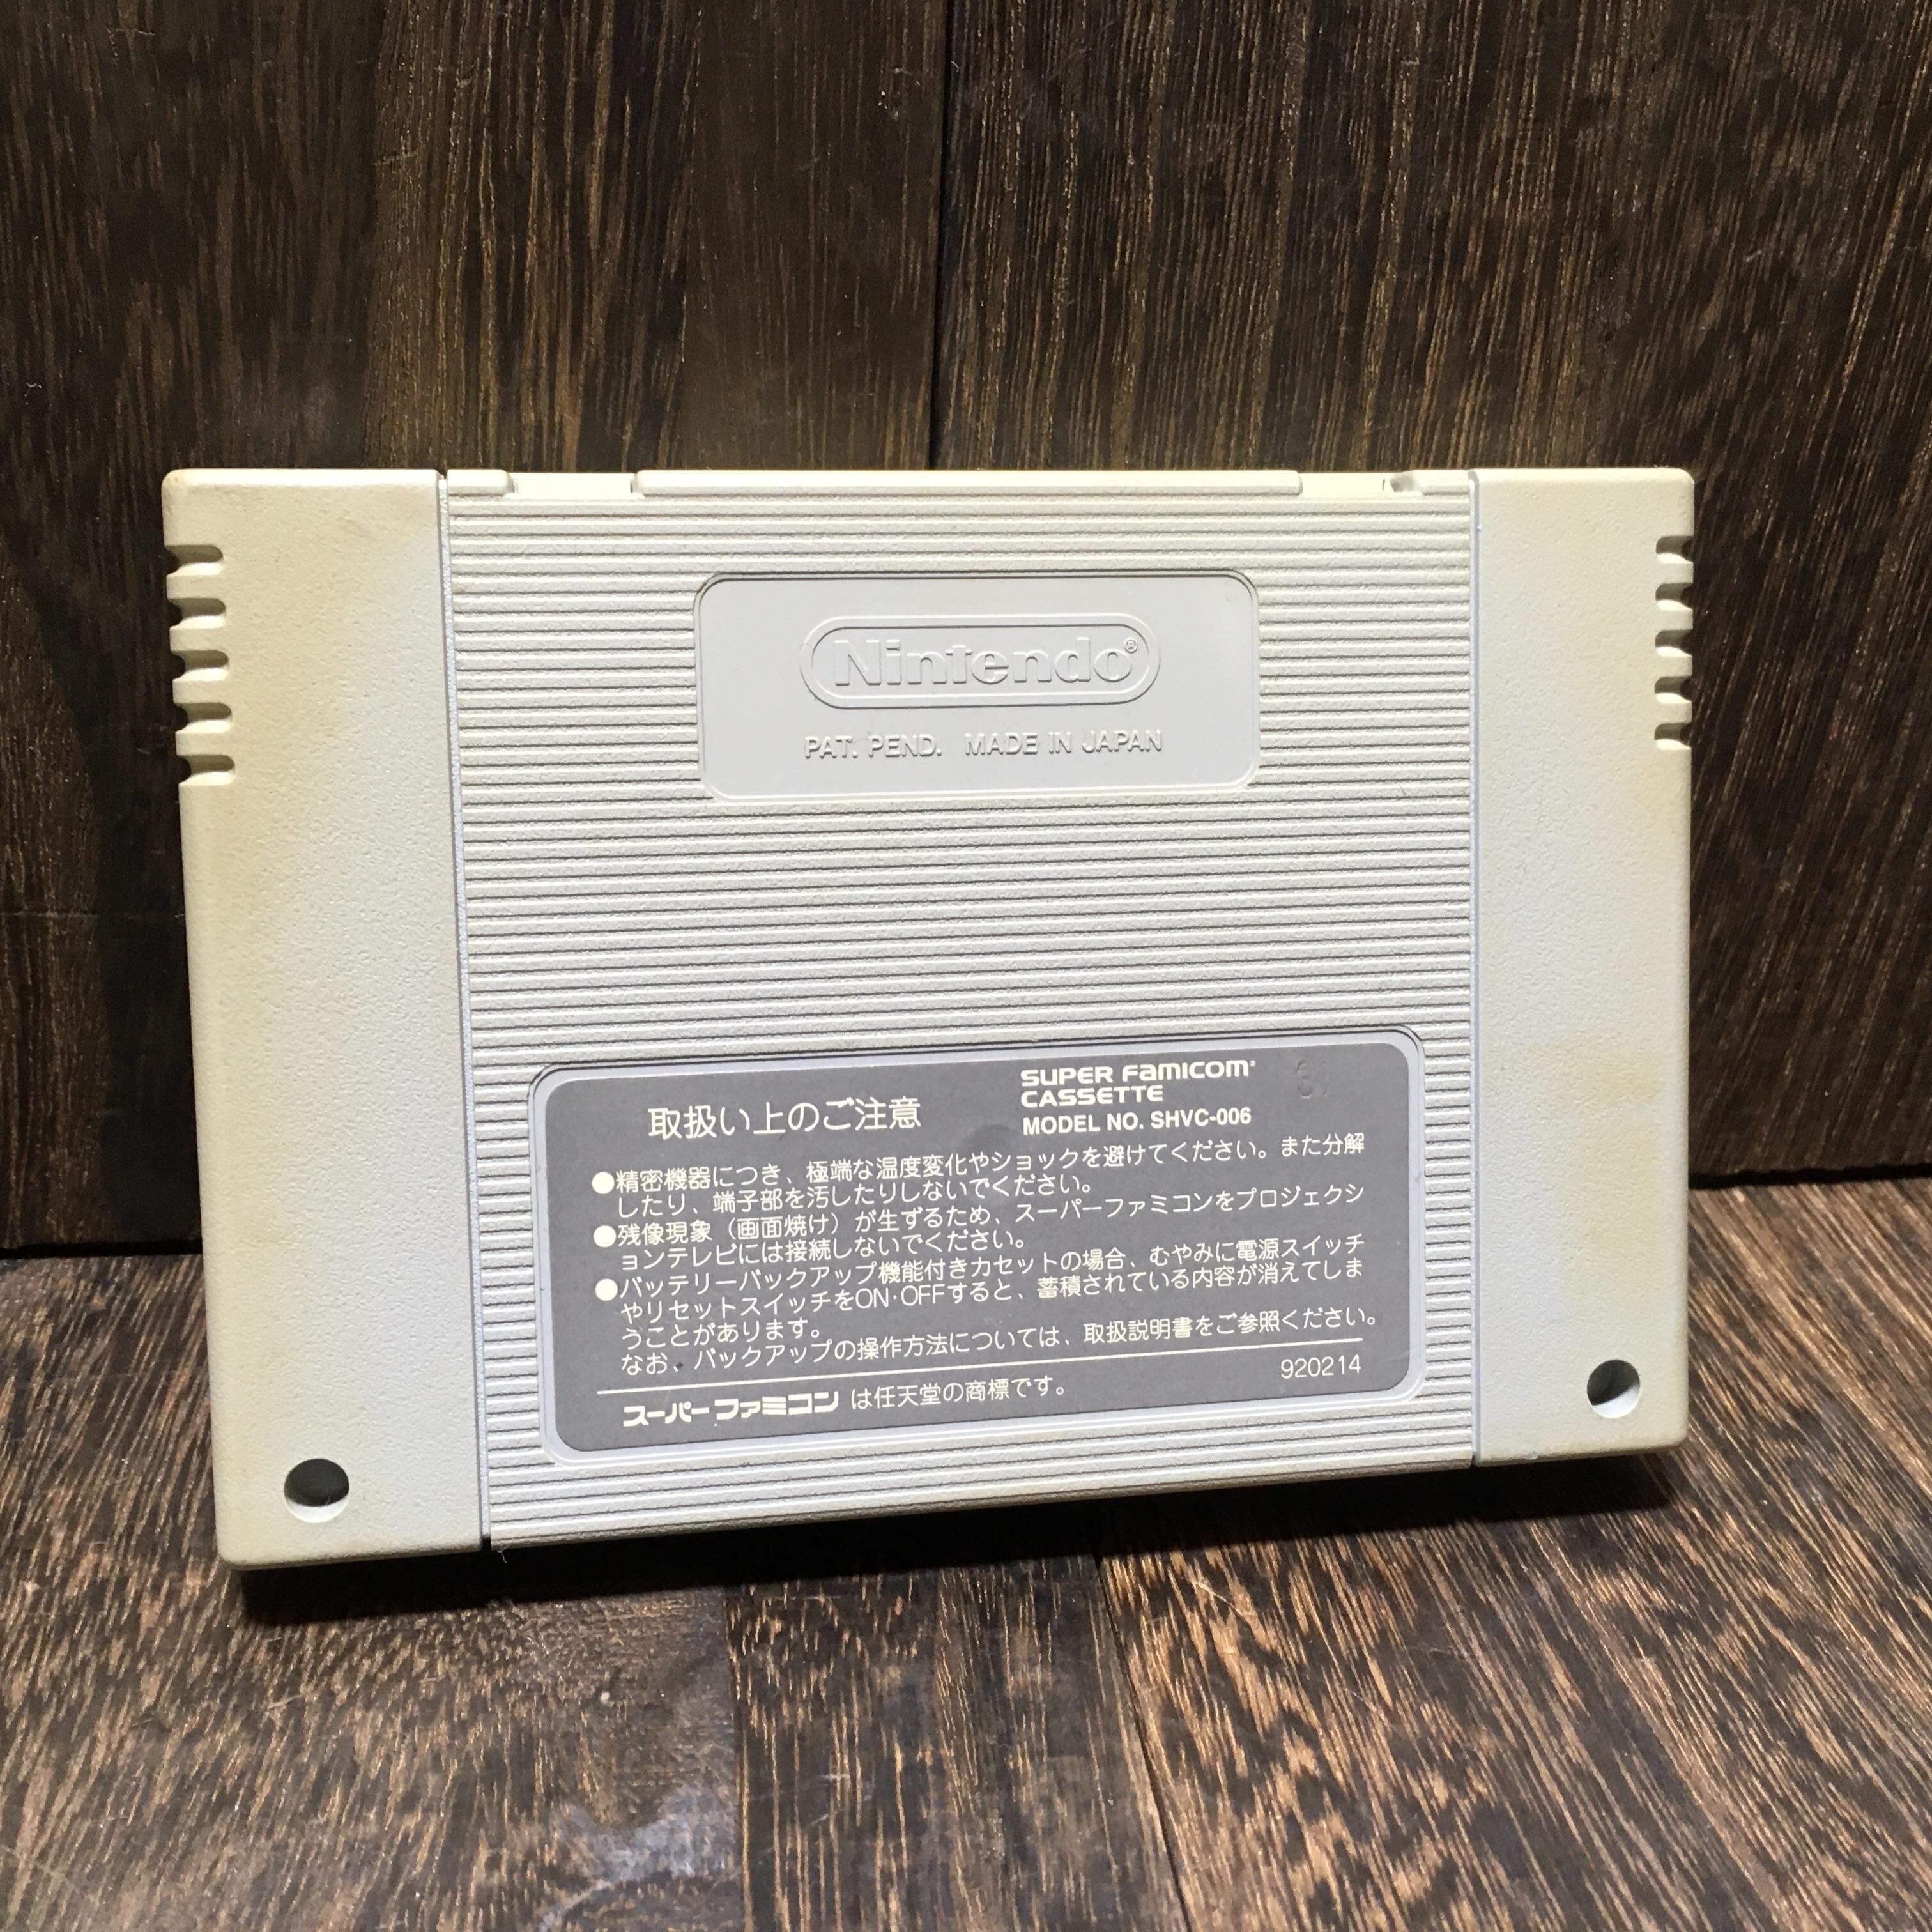 Nintendo®
PAT. PEND. MADE IN JAPAN
取扱い上のご注意
SUPER FAMICOM
CASSETTE
MODEL NO. SHVC-006
●精密機器につき、極端な温度変化やショックを避けてください。また分解
したり、端子部を汚したりしないでください。
●残像現象（画面焼け）が生ずるため、スーパーファミコンをプロジェクシ
ョンテレビには接続しないでください。
●バッテリーバックアップ機能付きカセットの場合、むやみに電源スイッチ
やリセットスイッチをON·OFFすると、蓄積されている内容が消えてしま
うことがあります。
なお、バックアップの操作方法については、取扱説明書をご参照ください。
スーパーファミコン は任天堂の商標です。
920214